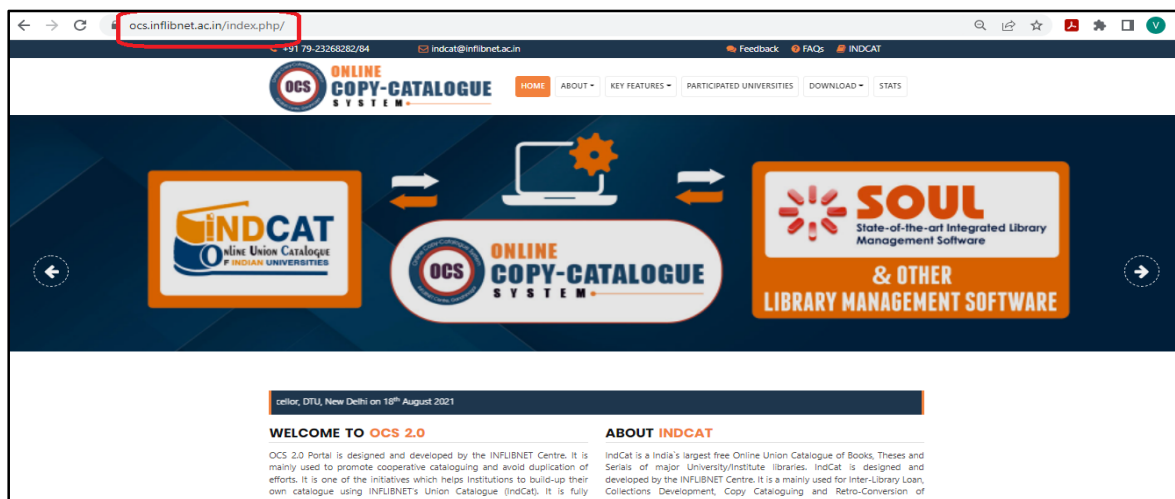 ocs.inflibnet.ac.in/index.php/
V
+91 79-23268282/84
indcat@inflibnet.ac.in
Feedback
FAQs
INDCAT
OCS
ONLINE
COPY-CATALOGUE
SYSTEM
HOME
ABOUT
KEY FEATURES
PARTICIPATED UNIVERSITIES
DOWNLOAD
STATS
INDCAT
Online Union Catalogue
OF INDIAN UNIVERSITIES
OCS
ONLINE
COPY-CATALOGUE
SYSTEM
SOUL
State-of-the-art Integrated Library
Management Software
& OTHER
LIBRARY MANAGEMENT SOFTWARE
cellor, DTU, New Delhi on 18th August 2021
WELCOME TO OCS 2.0
OCS 2.0 Portal is designed and developed by the INFLIBNET Centre. It is
mainly used to promote cooperative cataloguing and avoid duplication of
efforts. It is one of the initiatives which helps Institutions to build-up their
own catalogue using INFLIBNET's Union Catalogue (IndCat). It is fully
ABOUT INDCAT
IndCat is a India's largest free Online Union Catalogue of Books, Theses and
Serials of major University/Institute libraries. IndCat is designed and
developed by the INFLIBNET Centre. It is a mainly used for Inter-Library Loan,
Collections Development, Copy Cataloguing and Retro-Conversion of